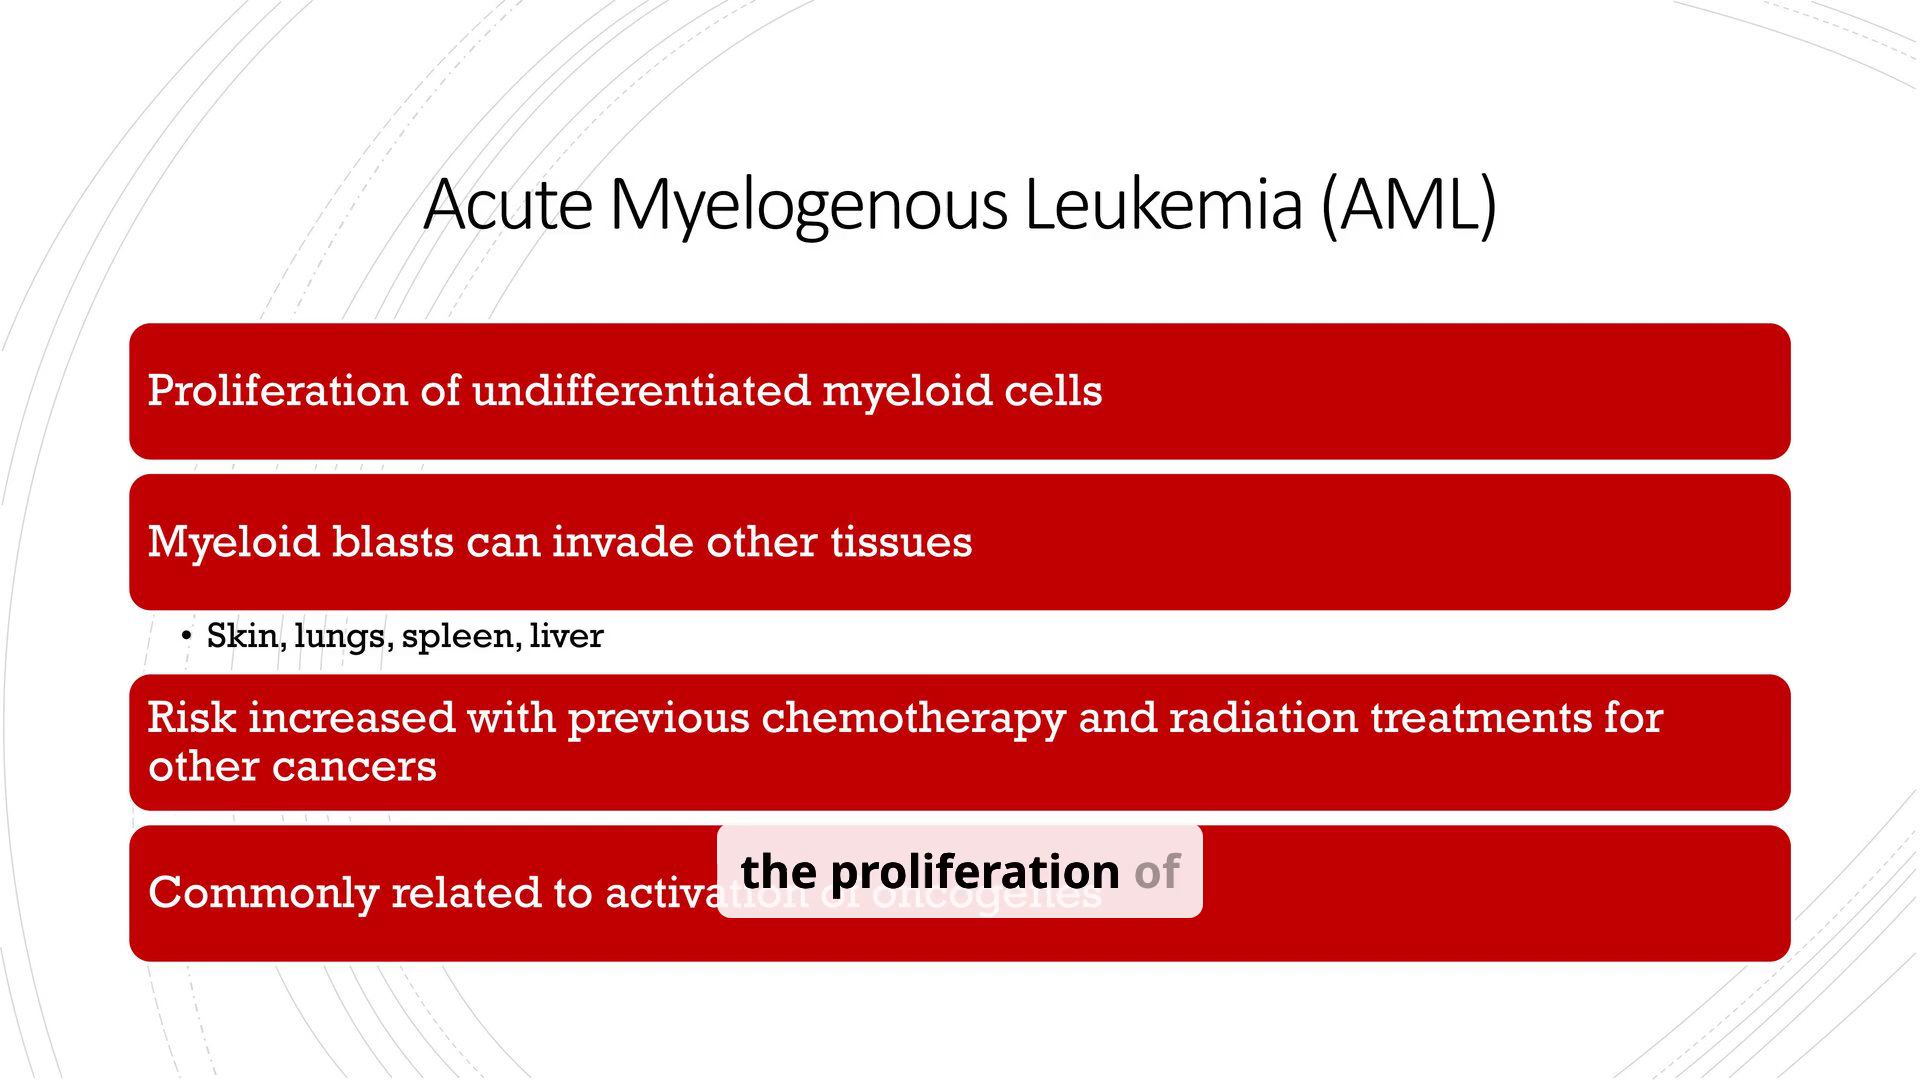 Acute Myelogenous Leukemia (AML)
Proliferation of undifferentiated myeloid cells
Myeloid blasts can invade other tissues
• Skin, lungs, spleen, liver
Risk increased with previous chemotherapy and radiation treatments for
other cancers
Commonly related to activation of oncogenes
the proliferation of